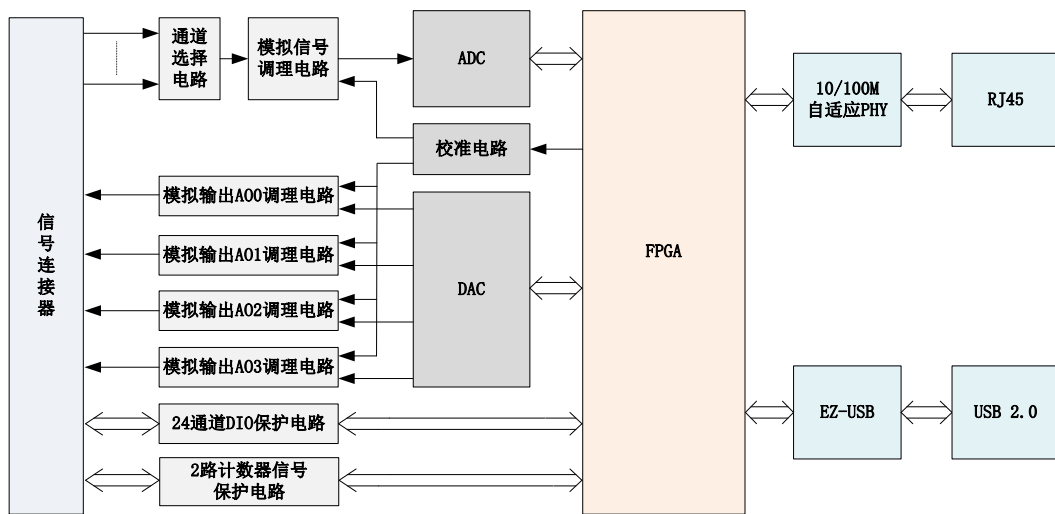 信
号
连
接
器
通道
选择
电路
模拟信号
调理电路
ADC
校准电路
模拟输出AO0调理电路
模拟输出AO1调理电路
模拟输出AO2调理电路
模拟输出AO3调理电路
DAC
24通道DIO保护电路
2路计数器信号
保护电路
FPGA
10/100M
自适应PHY
RJ45
EZ-USB
USB 2.0